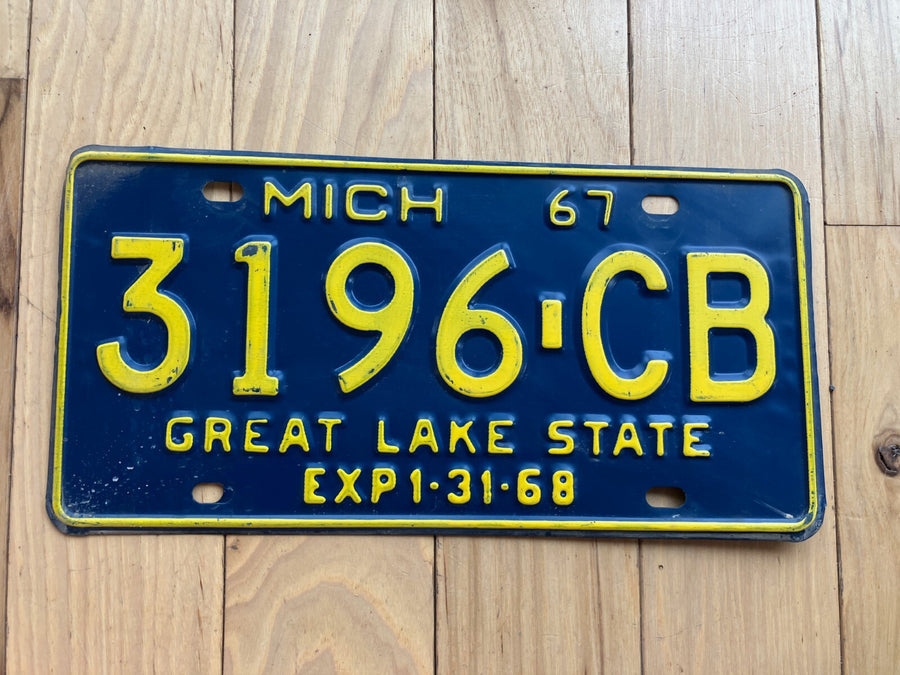 MICH 67
3196-CB
GREAT LAKE STATE
EXP 1-31-68